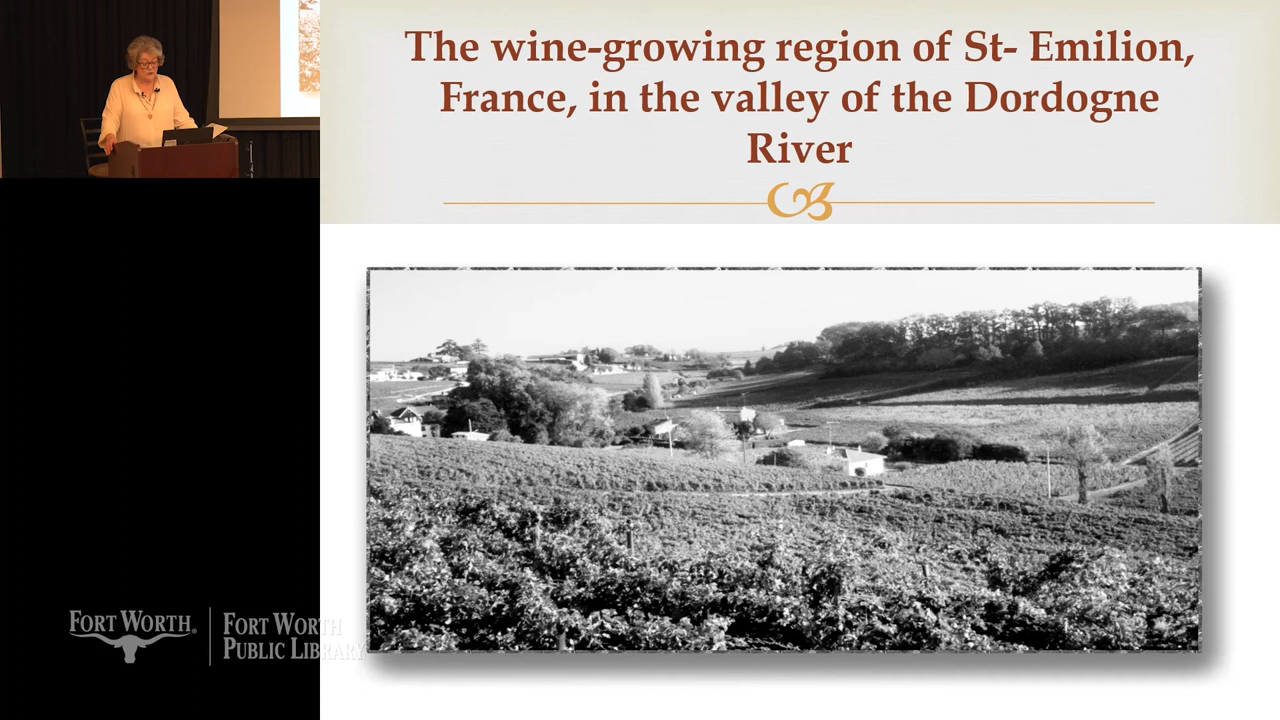 The wine-growing region of St- Emilion,
France, in the valley of the Dordogne
River
FORT WORTH®
FORT WORTH
PUBLIC LIBRARY